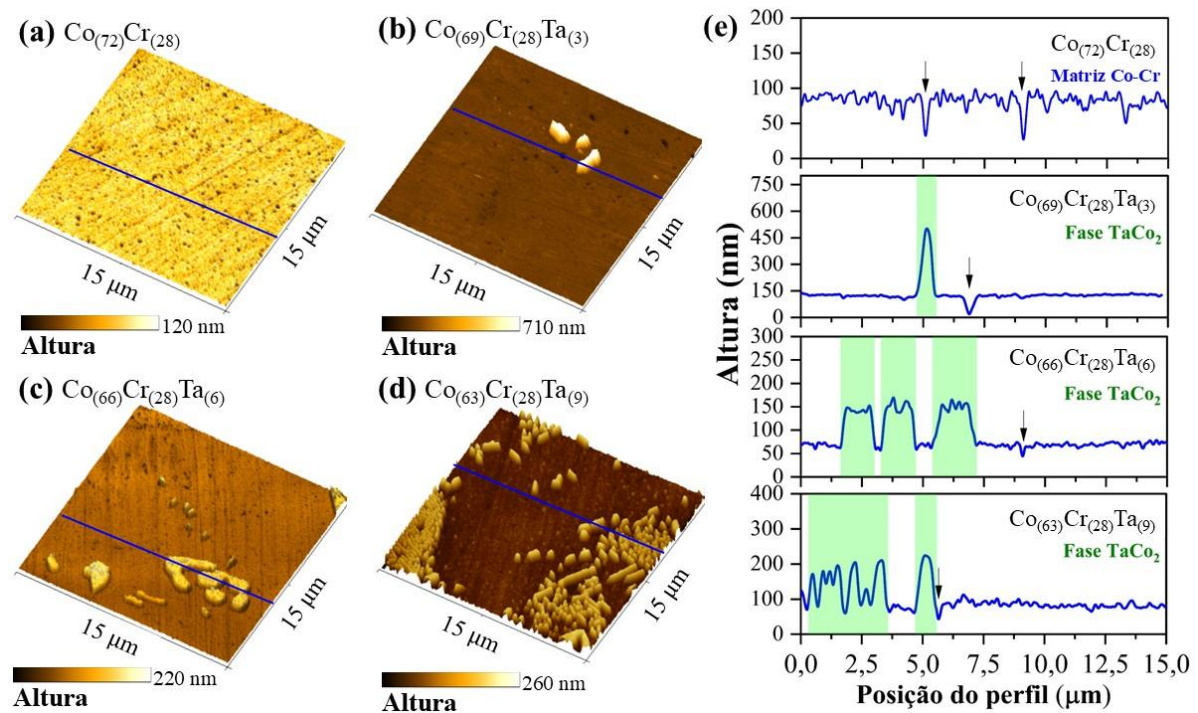 (a) Co(72)Cr(28)
15 μm
15 μm
120 nm
Altura
(b) Co(69)Cr(28)Ta(3)
15 μm
15 μm
710 nm
Altura
(c) Co(66)Cr(28)Ta(6)
15 μm
15 μm
220 nm
Altura
(d) Co(63)Cr(28)Ta(9)
15 μm
15 μm
260 nm
Altura
(e)
Altura (nm)
200
150
100
50
0
Co(72)Cr(28)
Matriz Co-Cr
750
600
450
300
150
0
Co(69)Cr(28)Ta(3)
Fase TaCo2
300
250
200
150
100
50
0
Co(66)Cr(28)Ta(6)
Fase TaCo2
400
300
200
100
0
Co(63)Cr(28)Ta(9)
Fase TaCo2
0,0 2,5 5,0 7,5 10,0 12,5 15,0
Posição do perfil (μm)